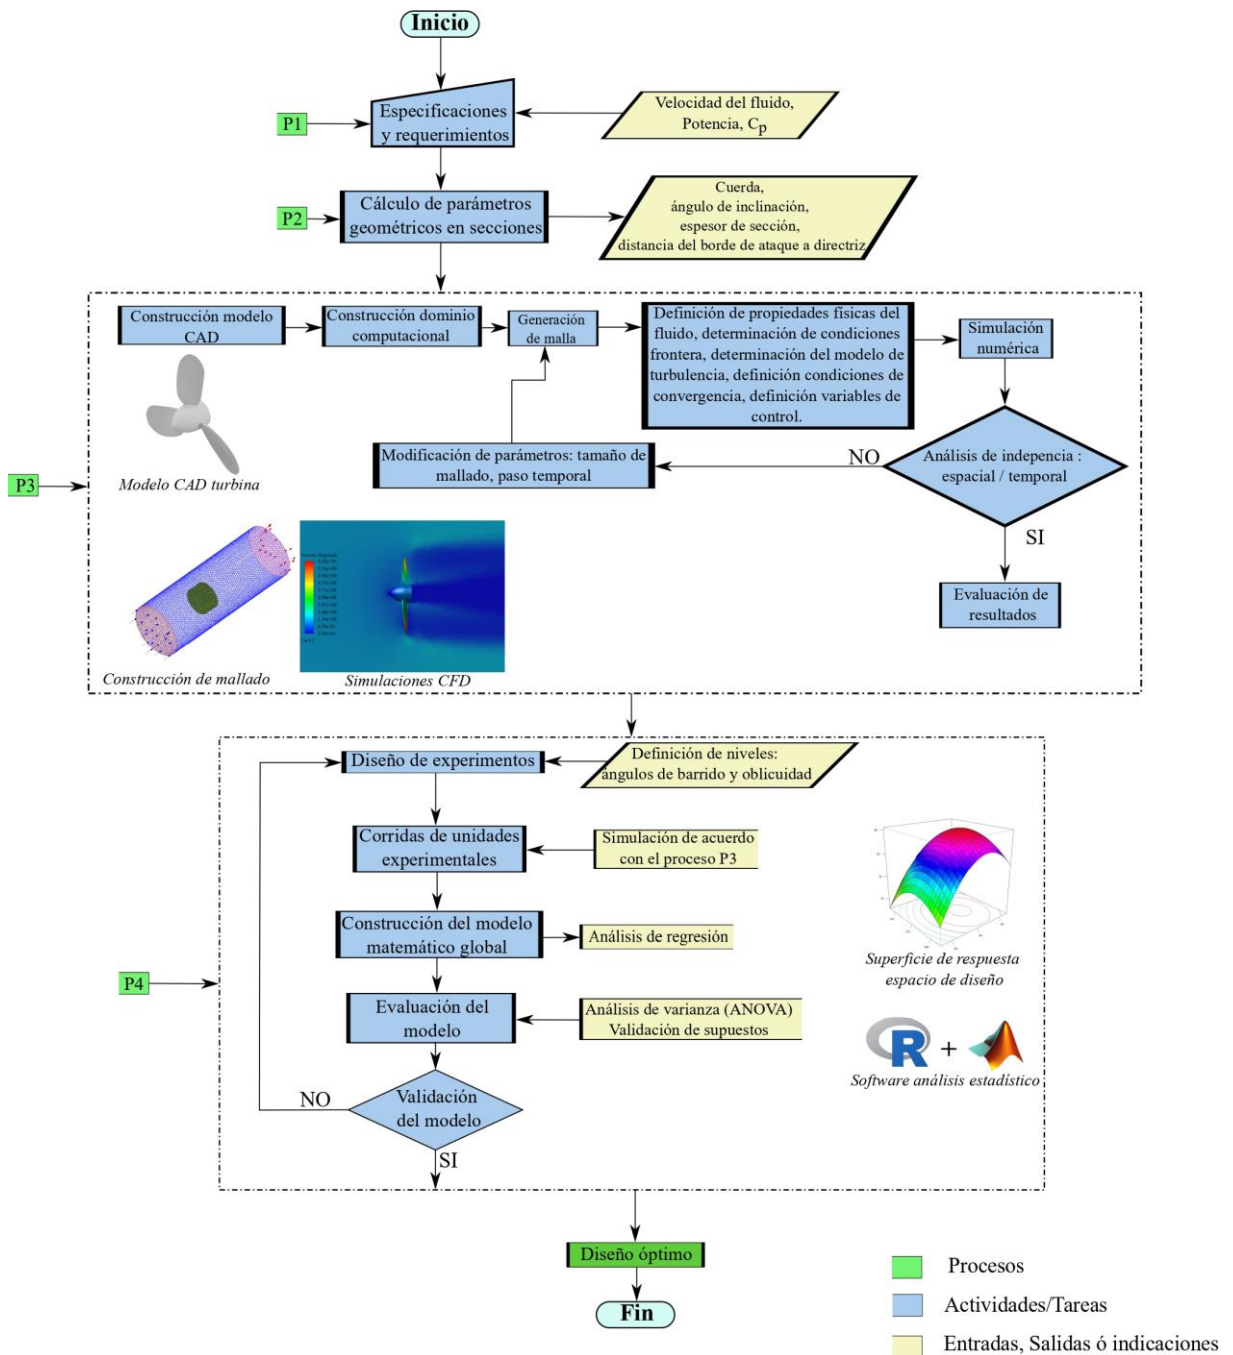 Inicio
P1
Especificaciones
y requerimientos
Velocidad del fluido,
Potencia, Cp
P2
Cálculo de parámetros
geométricos en secciones
Cuerda,
ángulo de inclinación,
espesor de sección,
distancia del borde de ataque a directriz
P3
Construcción modelo
CAD
Construcción dominio
computacional
Generación
de malla
Definición de propiedades físicas del
fluido, determinación de condiciones
frontera, determinación del modelo de
turbulencia, definición condiciones de
convergencia, definición variables de
control.
Simulación
numérica
Modelo CAD turbina
Modificación de parámetros: tamaño de
mallado, paso temporal
NO
Análisis de indepencia :
espacial / temporal
SI
Evaluación de
resultados
Construcción de mallado
Simulaciones CFD
P4
Diseño de experimentos
Definición de niveles:
ángulos de barrido y oblicuidad
Corridas de unidades
experimentales
Simulación de acuerdo
con el proceso P3
Construcción del modelo
matemático global
Análisis de regresión
Superficie de respuesta
espacio de diseño
Evaluación del
modelo
Análisis de varianza (ANOVA)
Validación de supuestos
R +
Software análisis estadístico
NO
Validación
del modelo
SI
Diseño óptimo
Fin
Procesos
Actividades/Tareas
Entradas, Salidas ó indicaciones